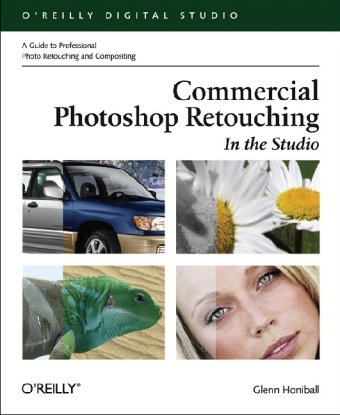 O'REILLY DIGITAL STUDIO
A Guide to Professional
Photo Retouching and Compositing
Commercial
Photoshop Retouching
In the Studio
O'REILLY®
Glenn Honiball